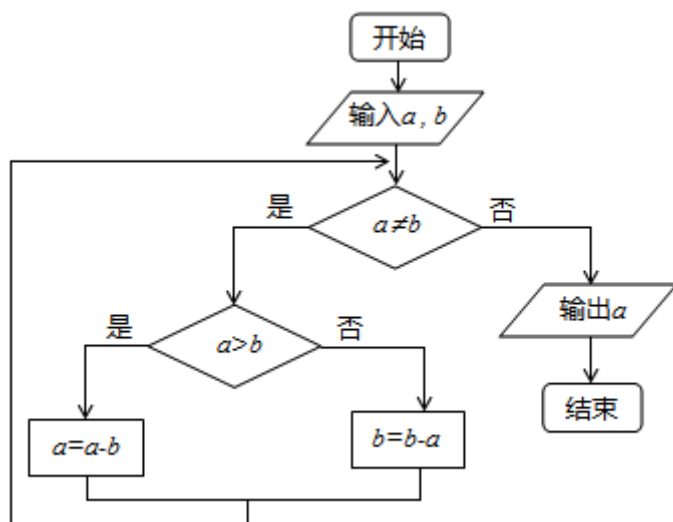 开始
输入a , b
是
a≠b
否
输出a
是
a>b
否
结束
a=a-b
b=b-a